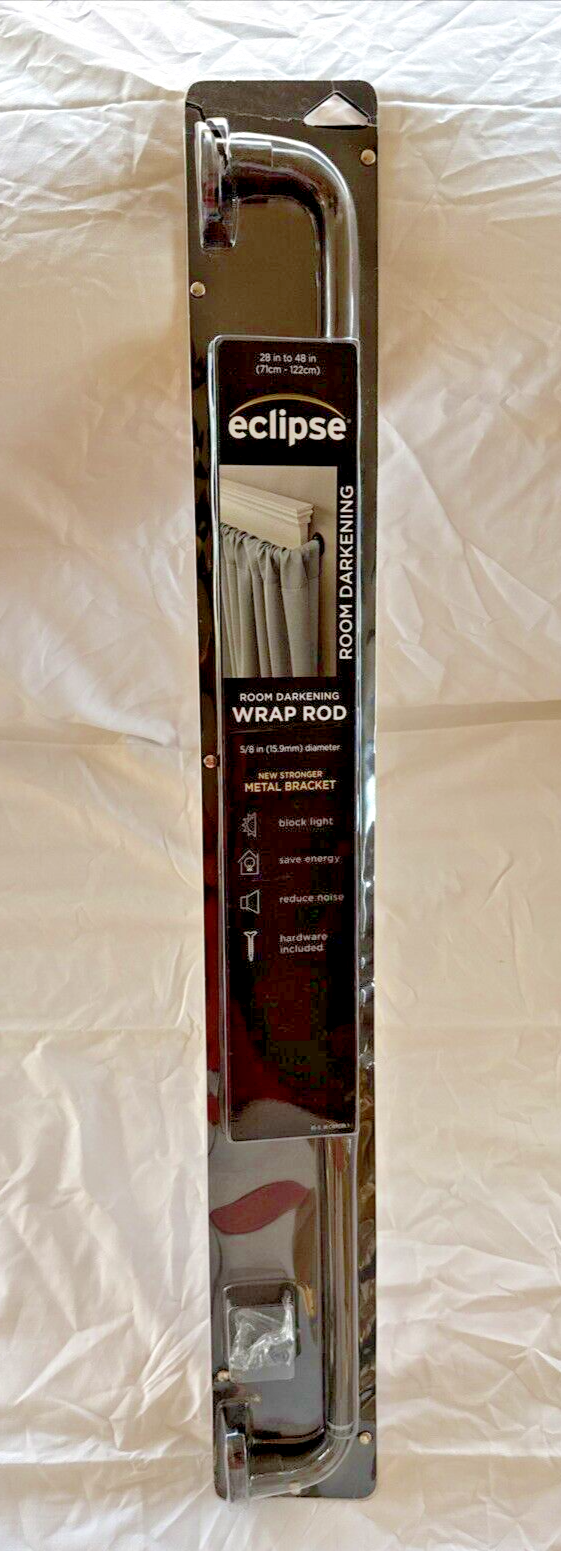 28 in to 48 in
(71cm - 122cm)
eclipse®
ROOM DARKENING
ROOM DARKENING
WRAP ROD
5/8 in (15.9mm) diameter
NEW STRONGER
METAL BRACKET
block light
save energy
reduce noise
hardware
included